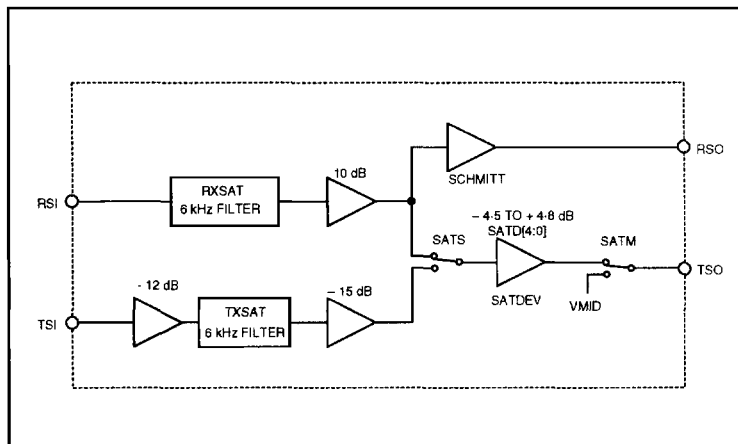 10 dB
SCHMITT
RSO
RSI
RXSAT
6 kHz FILTER
- 4·5 TO + 4·8 dB
SATD[4:0]
SATS
SATM
TSO
SATDEV
VMID
- 12 dB
TXSAT
6 kHz FILTER
- 15 dB
TSI